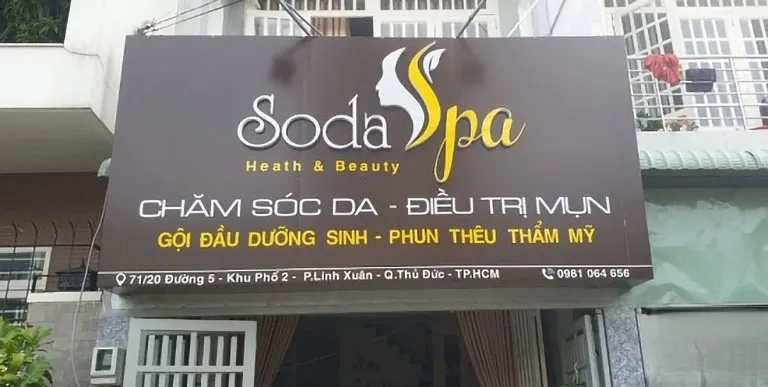 Soda Spa
Heath & Beauty
CHĂM SÓC DA - ĐIỀU TRỊ MỤN
GỘI ĐẦU DƯỠNG SINH - PHUN THÊU THẨM MỸ
71/20 Đường 5 - Khu Phố 2 - P.Linh Xuân - Q.Thủ Đức - TP.HCM 0981 064 656